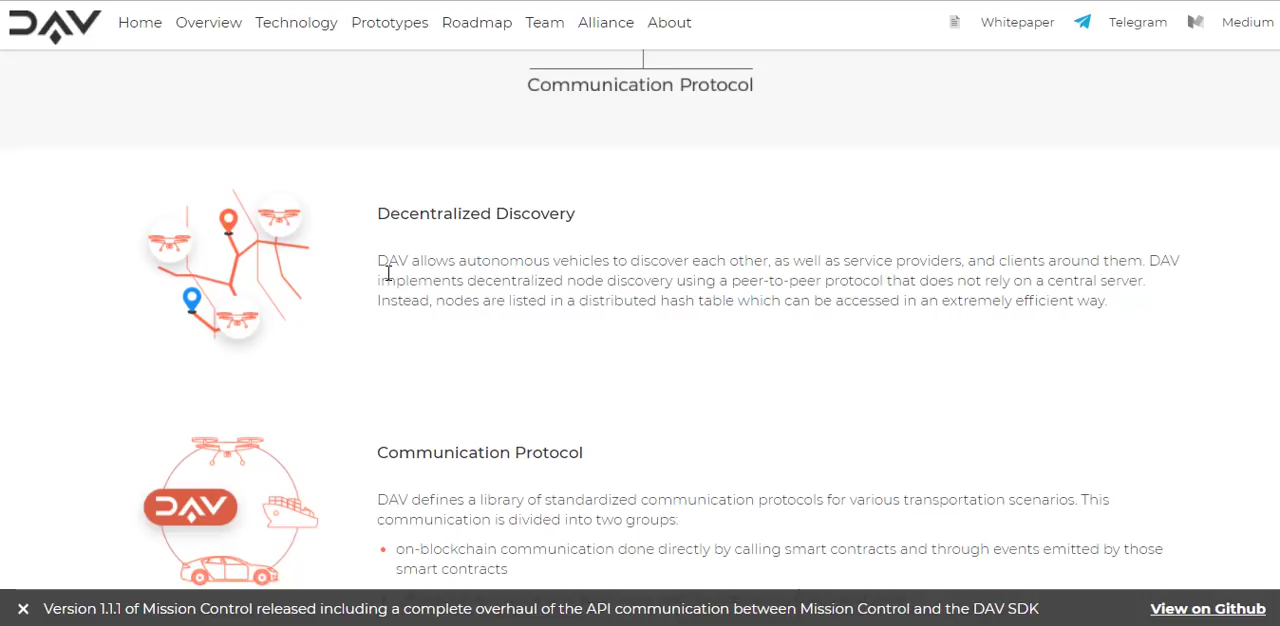 DAV Home Overview Technology Prototypes Roadmap Team Alliance About Whitepaper Telegram Medium
Communication Protocol
Decentralized Discovery
DAV allows autonomous vehicles to discover each other, as well as service providers, and clients around them. DAV
implements decentralized node discovery using a peer-to-peer protocol that does not rely on a central server.
Instead, nodes are listed in a distributed hash table which can be accessed in an extremely efficient way.
DAV
Communication Protocol
DAV defines a library of standardized communication protocols for various transportation scenarios. This
communication is divided into two groups:
• on-blockchain communication done directly by calling smart contracts and through events emitted by those
smart contracts
× Version 1.1.1 of Mission Control released including a complete overhaul of the API communication between Mission Control and the DAV SDK View on Github